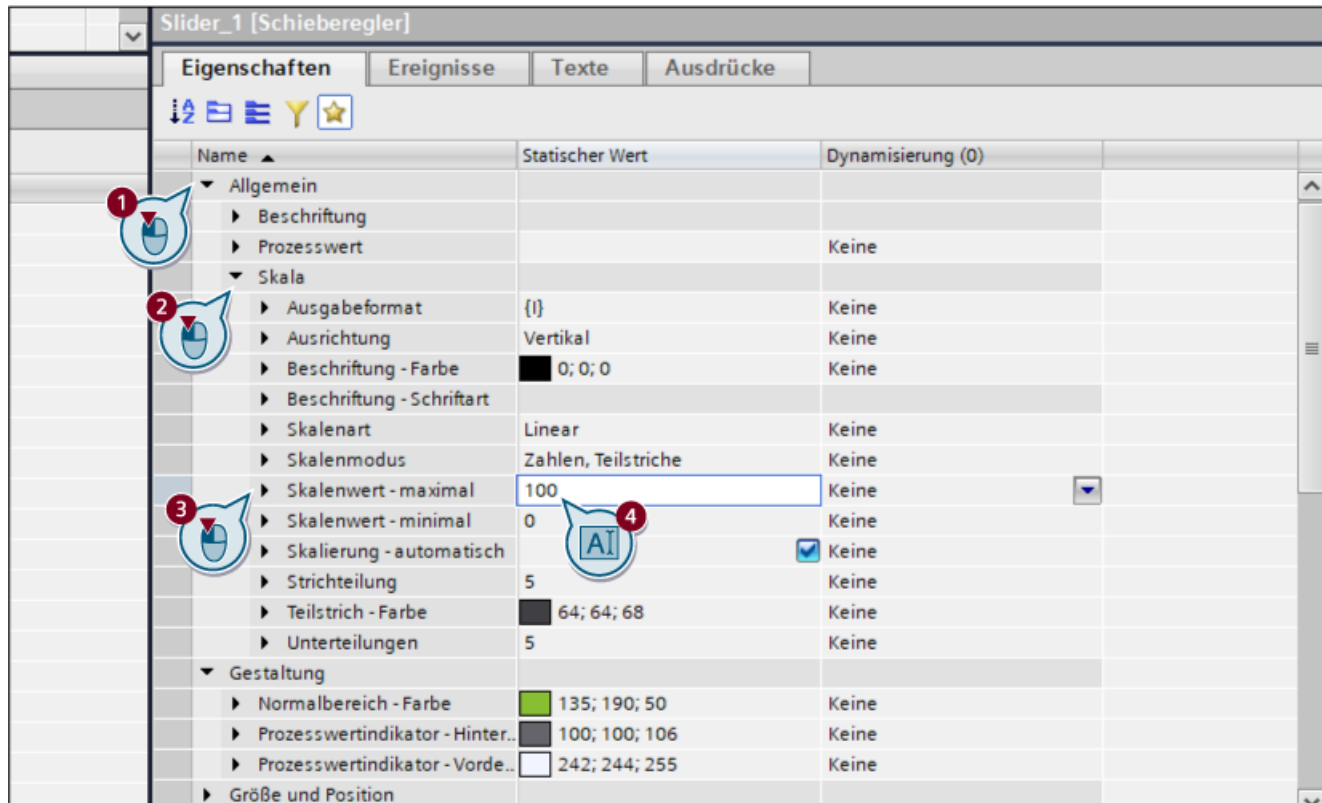 Slider_1 [Schieberegler]
Eigenschaften Ereignisse Texte Ausdrücke
Name Statischer Wert Dynamisierung (0)
Allgemein
1
Beschriftung
Prozesswert Keine
Skala
2
Ausgabeformat {I} Keine
Ausrichtung Vertikal Keine
Beschriftung - Farbe 0; 0; 0 Keine
Beschriftung - Schriftart
Skalenart Linear Keine
Skalenmodus Zahlen, Teilstriche Keine
Skalenwert - maximal 100 Keine
3
Skalenwert - minimal 0 4 Keine
Skalierung - automatisch AI Keine
Strichteilung 5 Keine
Teilstrich - Farbe 64; 64; 68 Keine
Unterteilungen 5 Keine
Gestaltung
Normalbereich - Farbe 135; 190; 50 Keine
Prozesswertindikator - Hinter... 100; 100; 106 Keine
Prozesswertindikator - Vorde... 242; 244; 255 Keine
Größe und Position